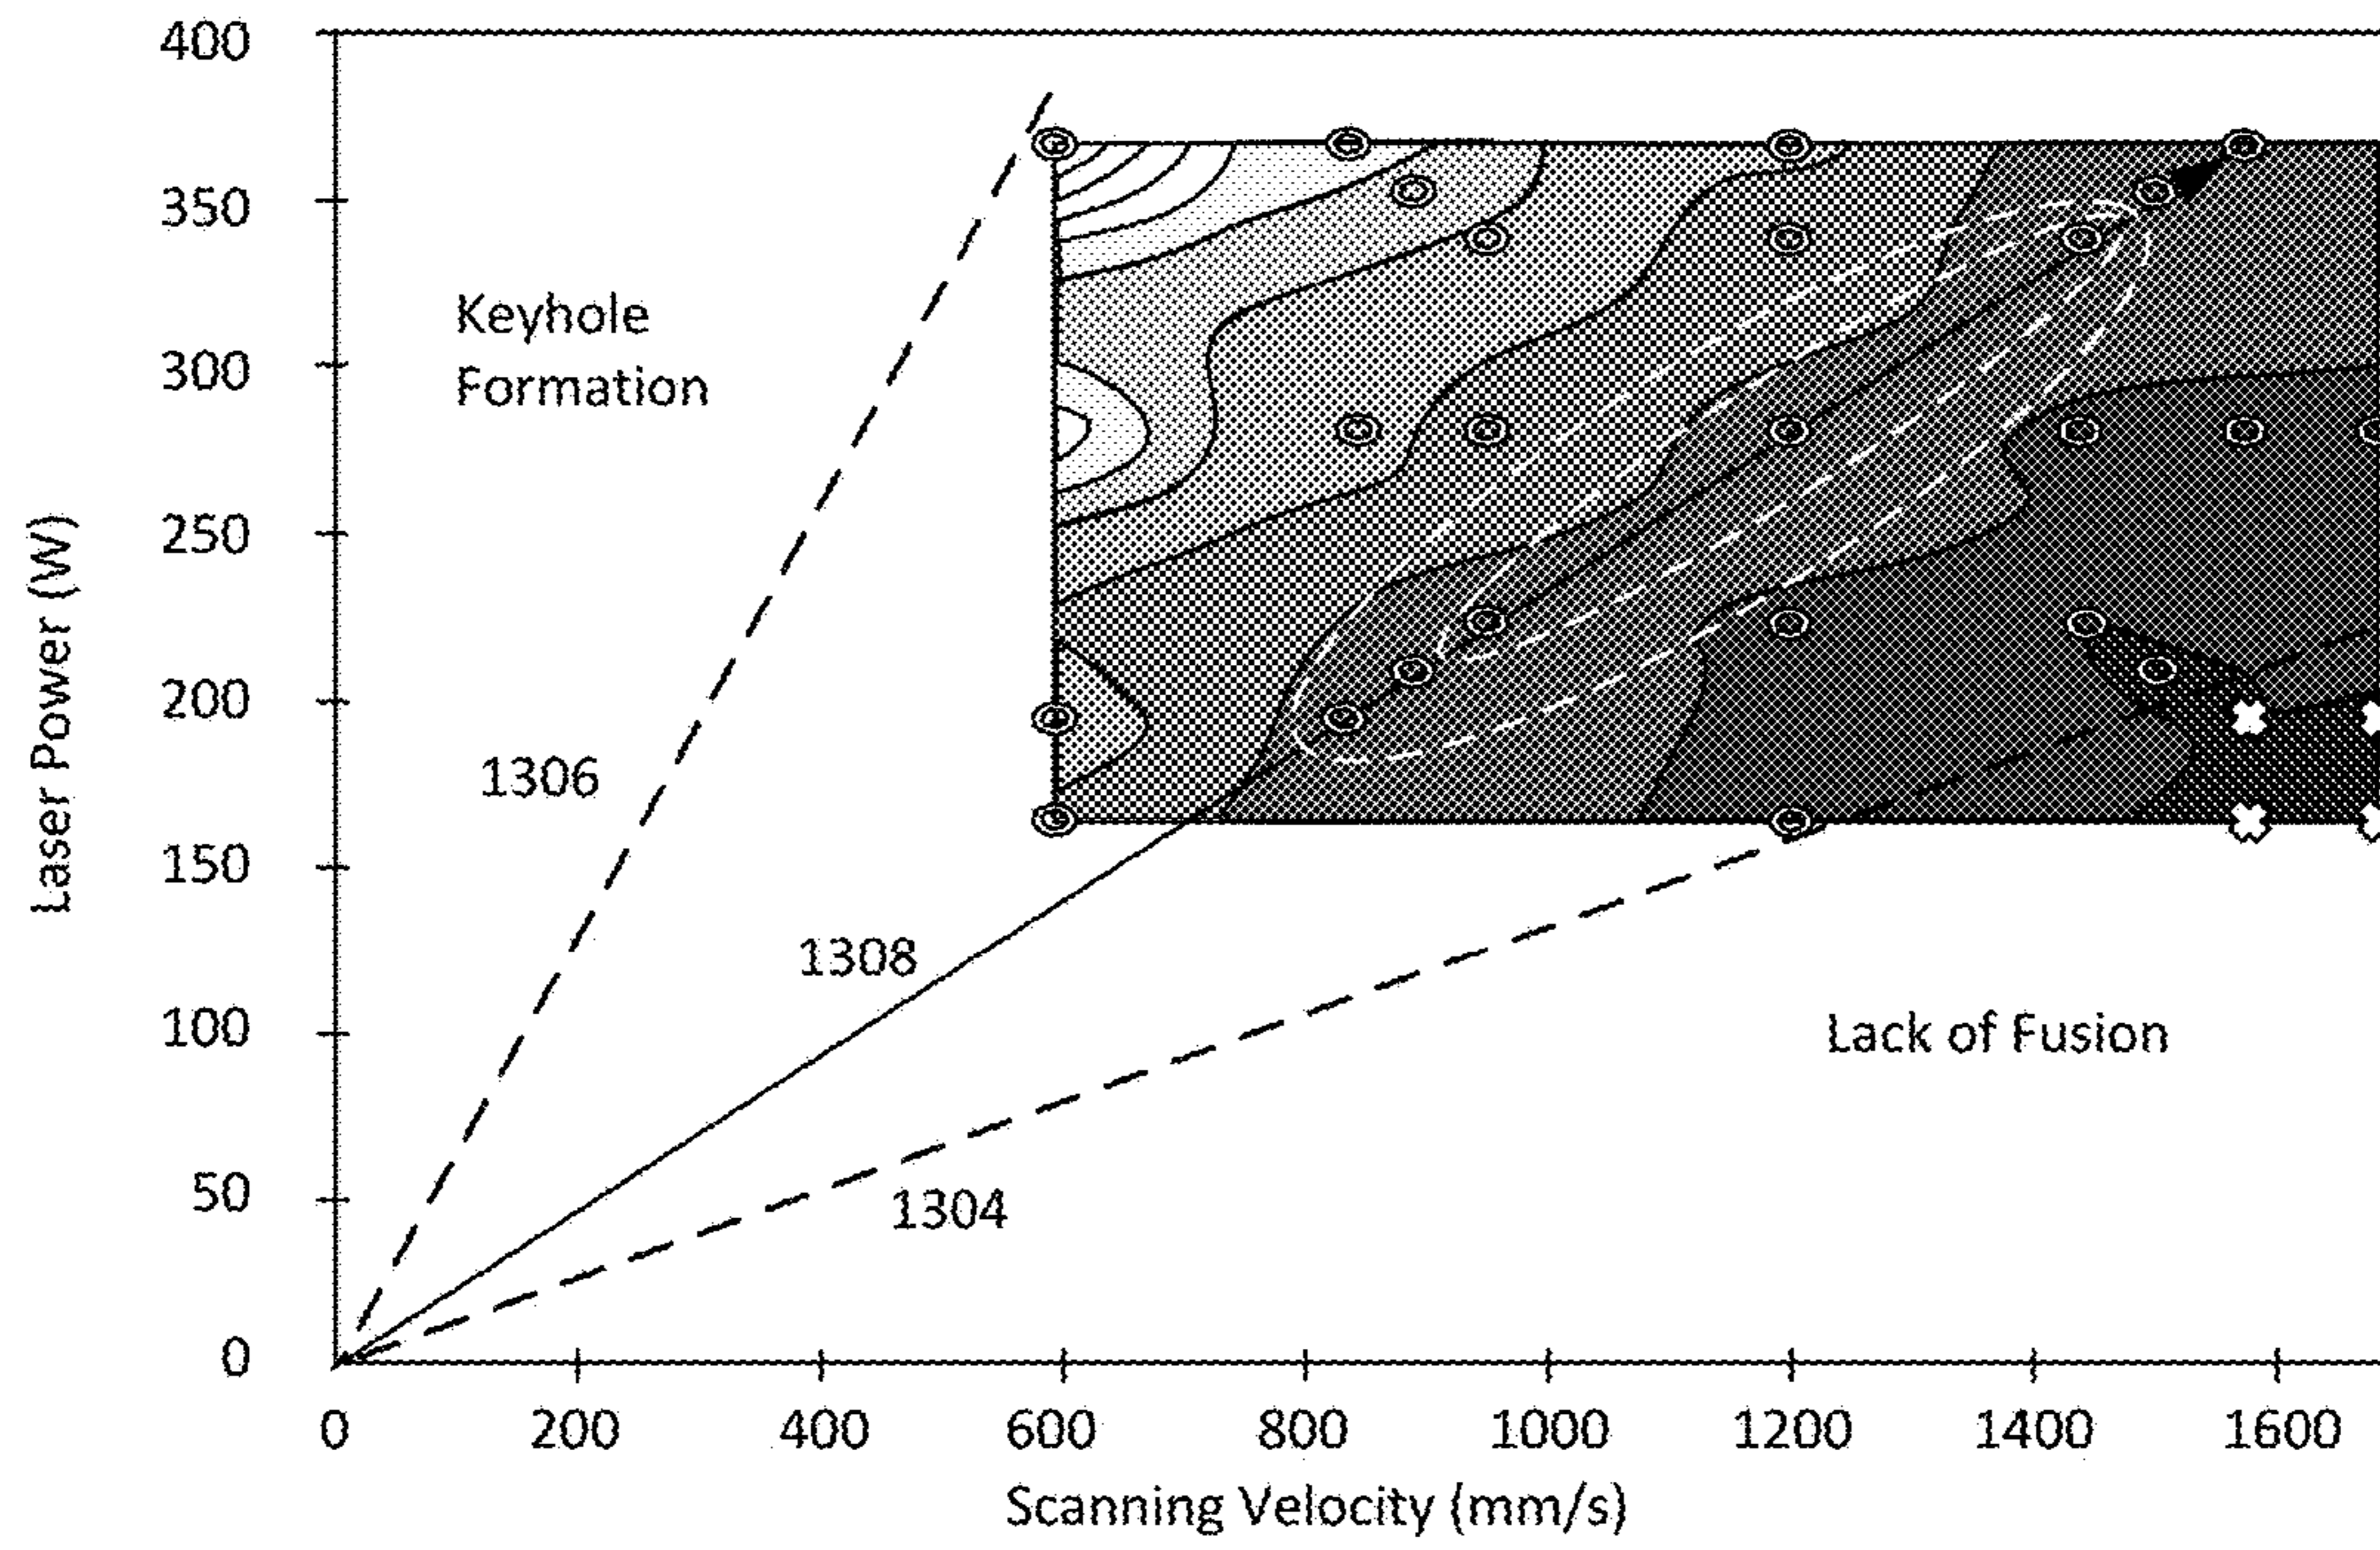 400
350
300
250
200
150
100
50
0
Laser Power (W)
Keyhole
Formation
1306
1308
1304
Lack of Fusion
0 200 400 600 800 1000 1200 1400 1600
Scanning Velocity (mm/s)